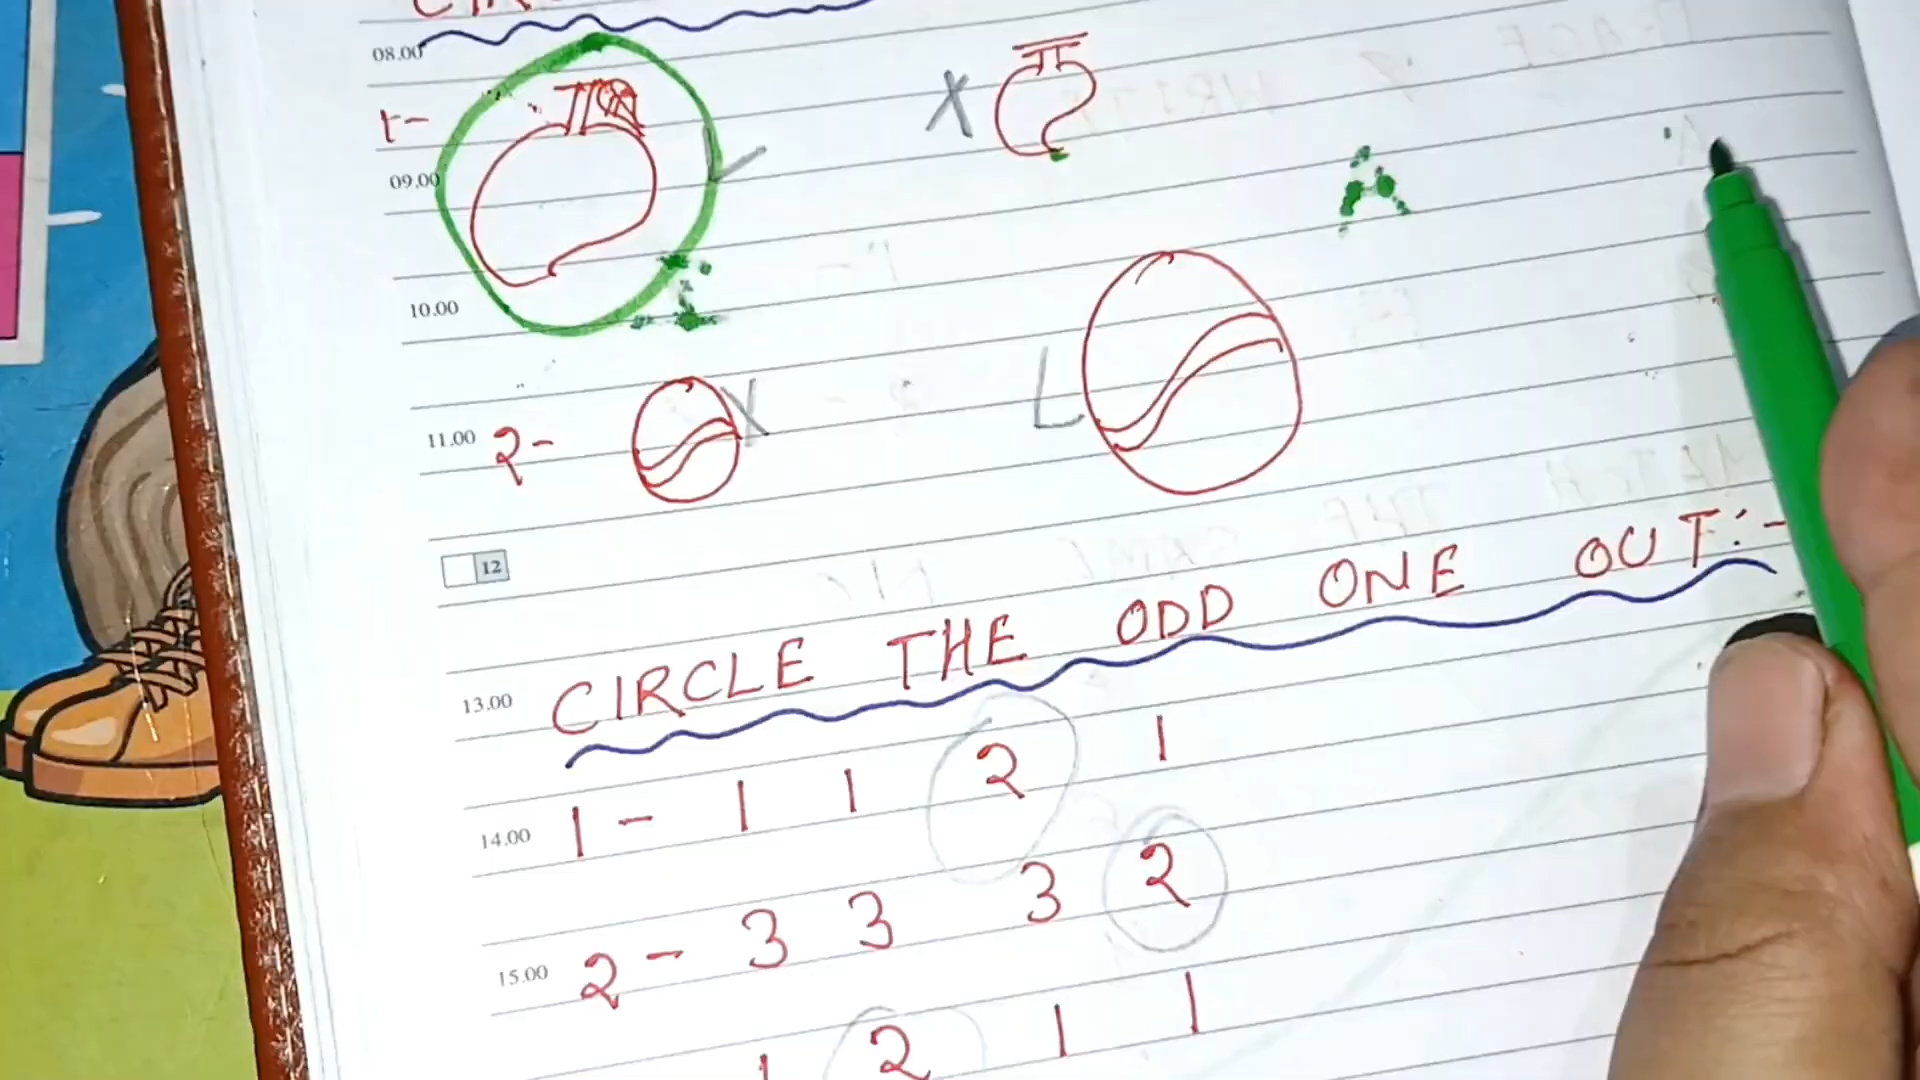 08.00
1-
X
09.00
A
10.00
11.00 2- X
12
CIRCLE THE ODD ONE OUT:-
13.00
14.00 1- 1 1 2 1
15.00 2- 3 3 3 2
1 2 1 1